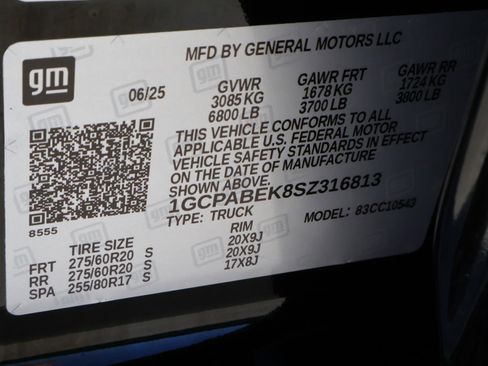 gm
MFD BY GENERAL MOTORS LLC
06/25 GVWR GAWR FRT GAWR RR
3085 KG 1678 KG 1724 KG
6800 LB 3700 LB 3800 LB
THIS VEHICLE CONFORMS TO ALL
APPLICABLE U.S. FEDERAL MOTOR
VEHICLE SAFETY STANDARDS IN EFFECT
ON THE DATE OF MANUFACTURE
SHOWN ABOVE.
1GCPABEK8SZ316813
TYPE: TRUCK MODEL: 83CC10543
8555
TIRE SIZE RIM
FRT 275/60R20 S 20X9J
RR 275/60R20 S 20X9J
SPA 255/80R17 S 17X8J